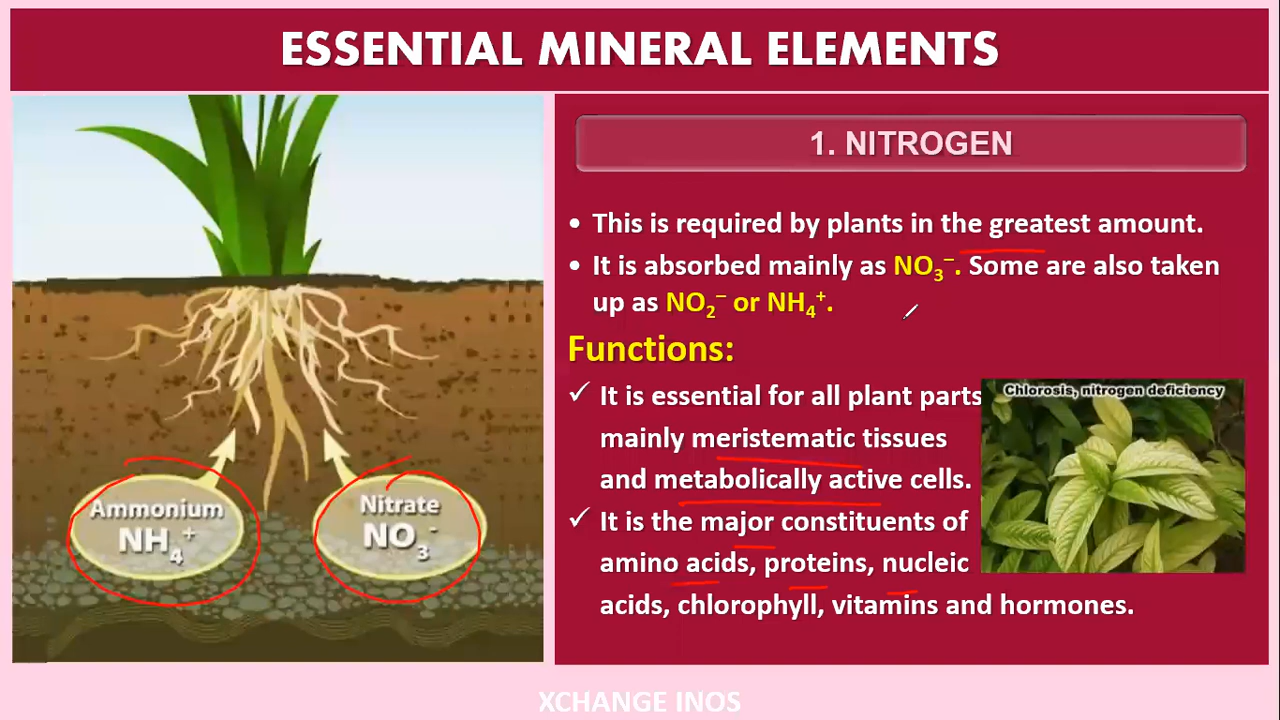 ESSENTIAL MINERAL ELEMENTS
Ammonium
NH₄⁺
Nitrate
NO₃⁻
1. NITROGEN
• This is required by plants in the greatest amount.
• It is absorbed mainly as NO₃⁻. Some are also taken
up as NO₂⁻ or NH₄⁺.
Functions:
✓ It is essential for all plant parts
mainly meristematic tissues
and metabolically active cells.
✓ It is the major constituents of
amino acids, proteins, nucleic
acids, chlorophyll, vitamins and hormones.
Chlorosis, nitrogen deficiency
XCHANGE INOS